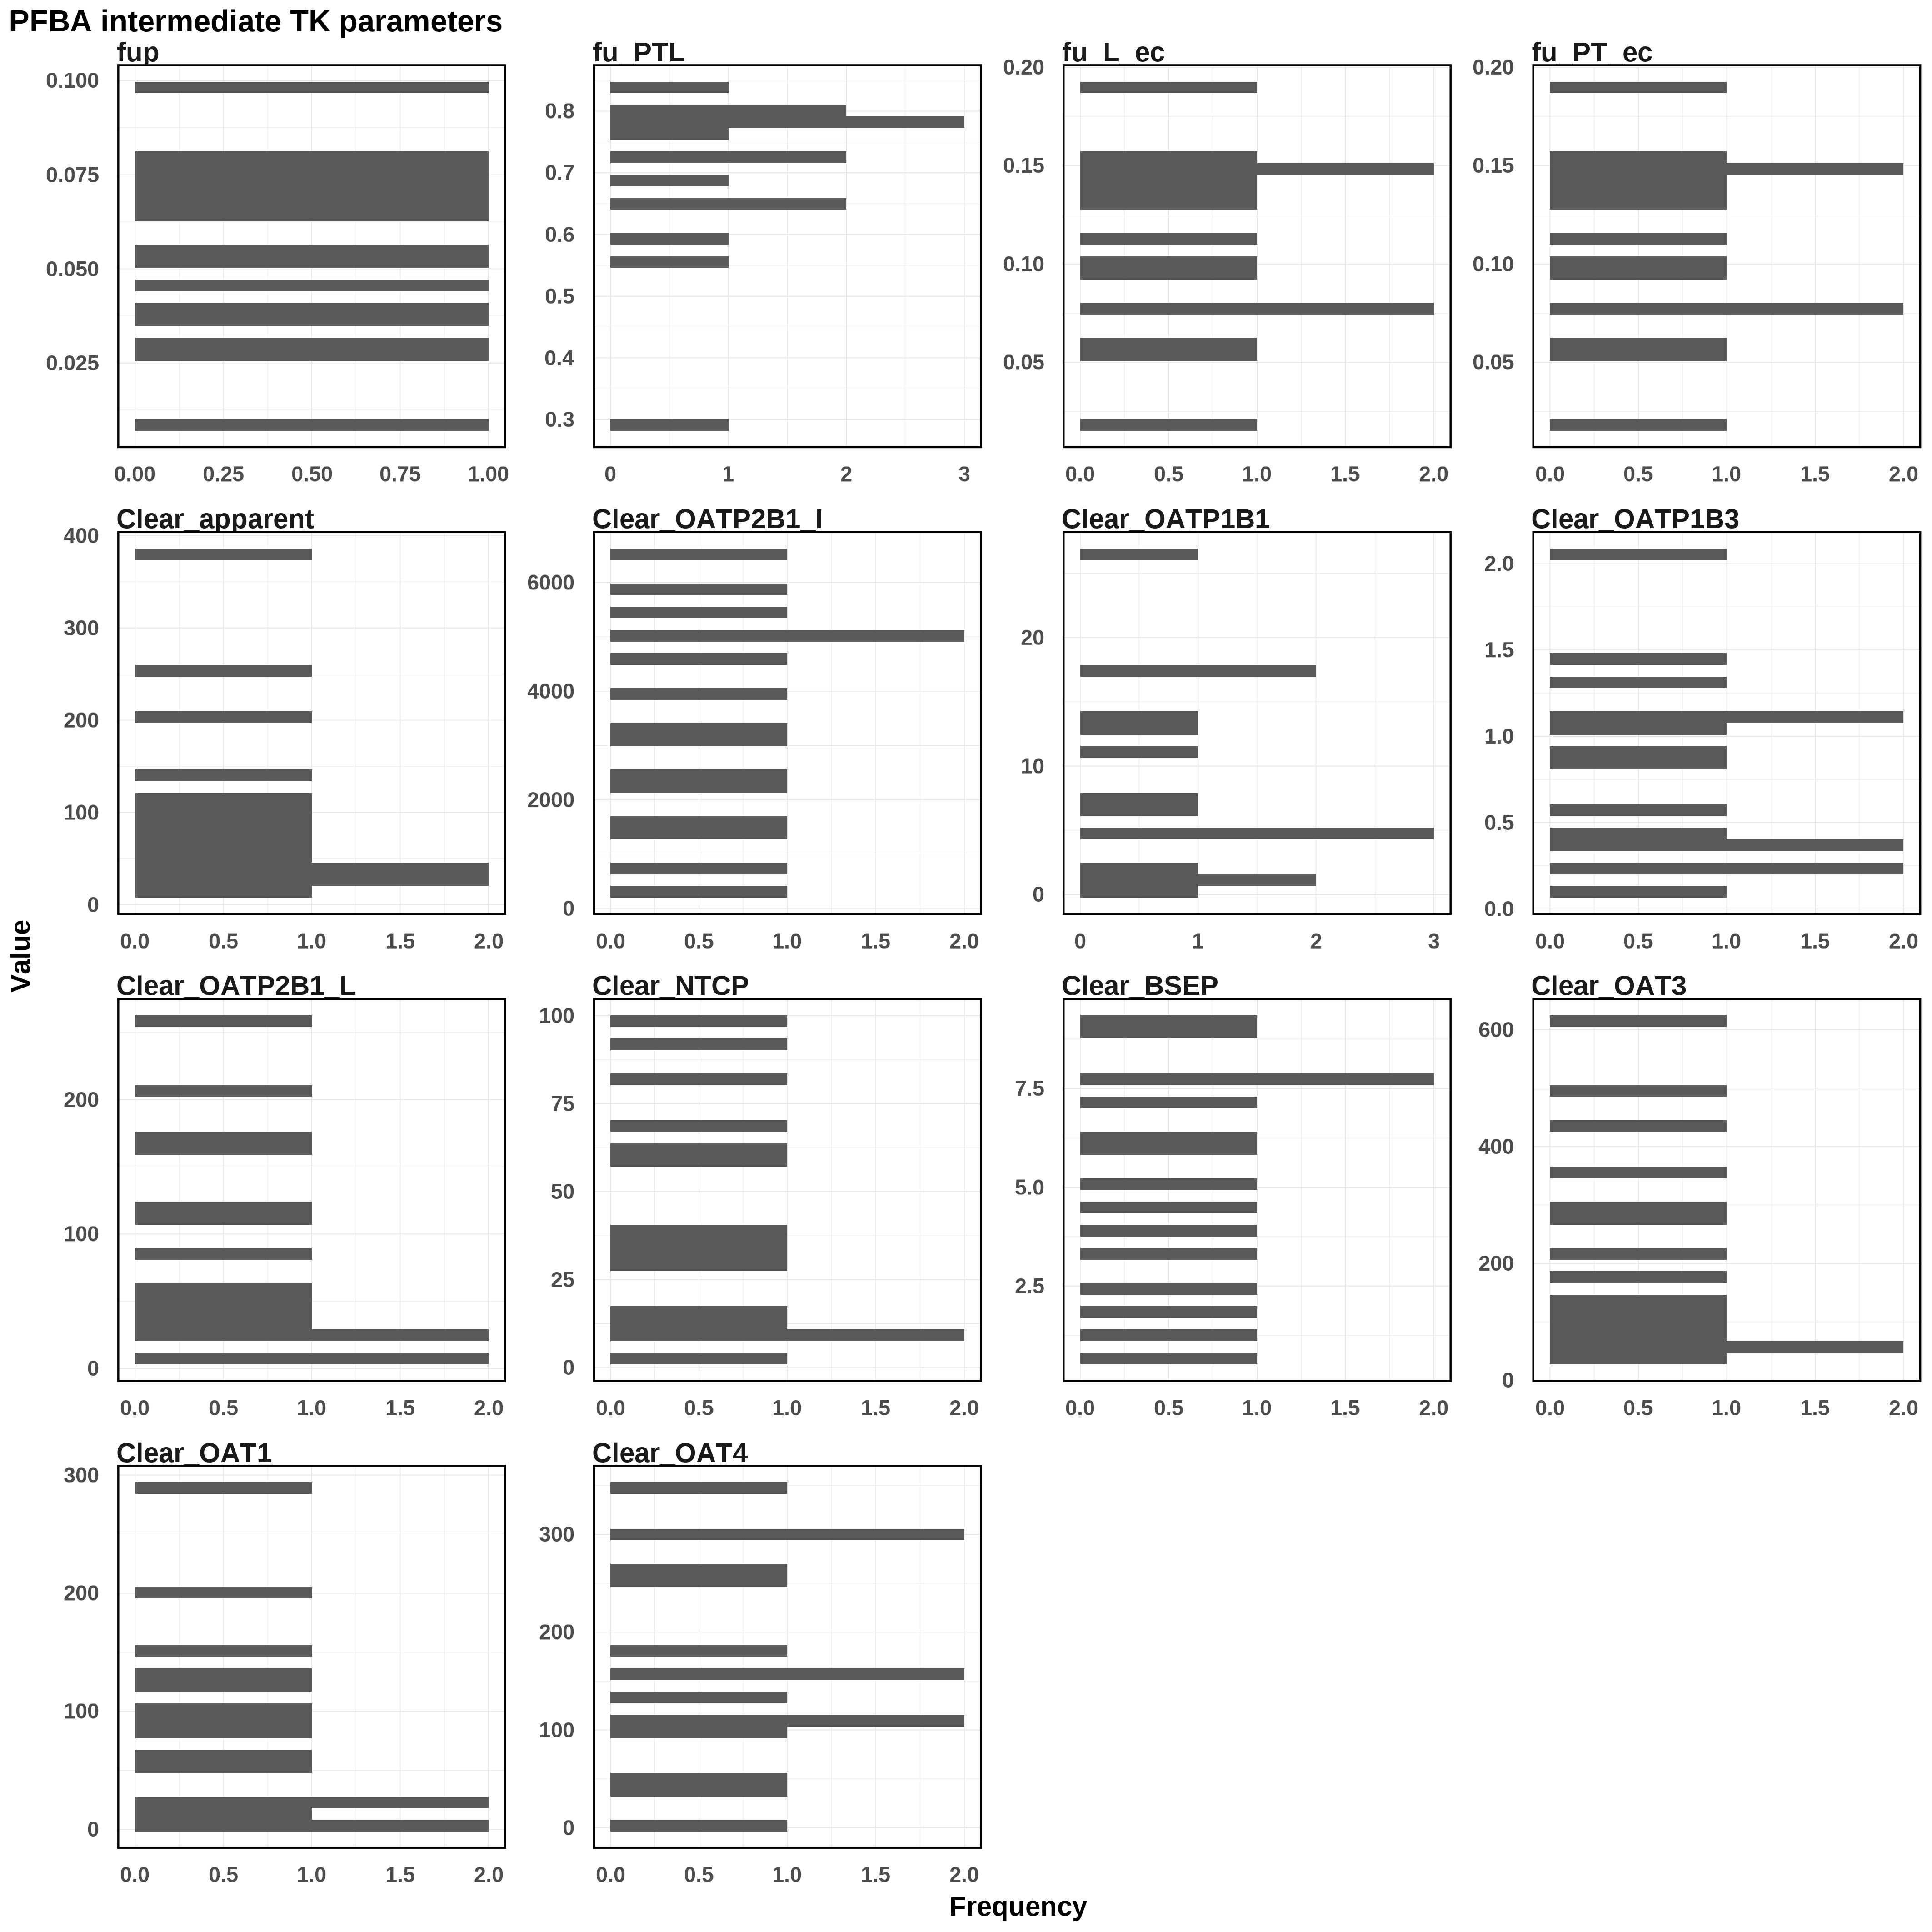 PFBA intermediate TK parameters
fup fu_PTL fu_L_ec fu_PT_ec
0.100 0.8 0.20 0.20
0.075 0.7 0.15 0.15
0.050 0.6 0.10 0.10
0.025 0.5 0.05 0.05
0.4
0.3
0.00 0.25 0.50 0.75 1.00 0 1 2 3 0.0 0.5 1.0 1.5 2.0 0.0 0.5 1.0 1.5 2.0
Clear_apparent Clear_OATP2B1_I Clear_OATP1B1 Clear_OATP1B3
400 6000 20 2.0
300 4000 10 1.5
200 2000 0 1.0
100 0 0.5
0 0.0
0.0 0.5 1.0 1.5 2.0 0.0 0.5 1.0 1.5 2.0 0 1 2 3 0.0 0.5 1.0 1.5 2.0
Value
Clear_OATP2B1_L Clear_NTCP Clear_BSEP Clear_OAT3
200 100 7.5 600
100 75 5.0 400
0 50 2.5 200
25 0
0
0.0 0.5 1.0 1.5 2.0 0.0 0.5 1.0 1.5 2.0 0.0 0.5 1.0 1.5 2.0 0.0 0.5 1.0 1.5 2.0
Clear_OAT1 Clear_OAT4
300 300
200 200
100 100
0 0
0.0 0.5 1.0 1.5 2.0 0.0 0.5 1.0 1.5 2.0
Frequency